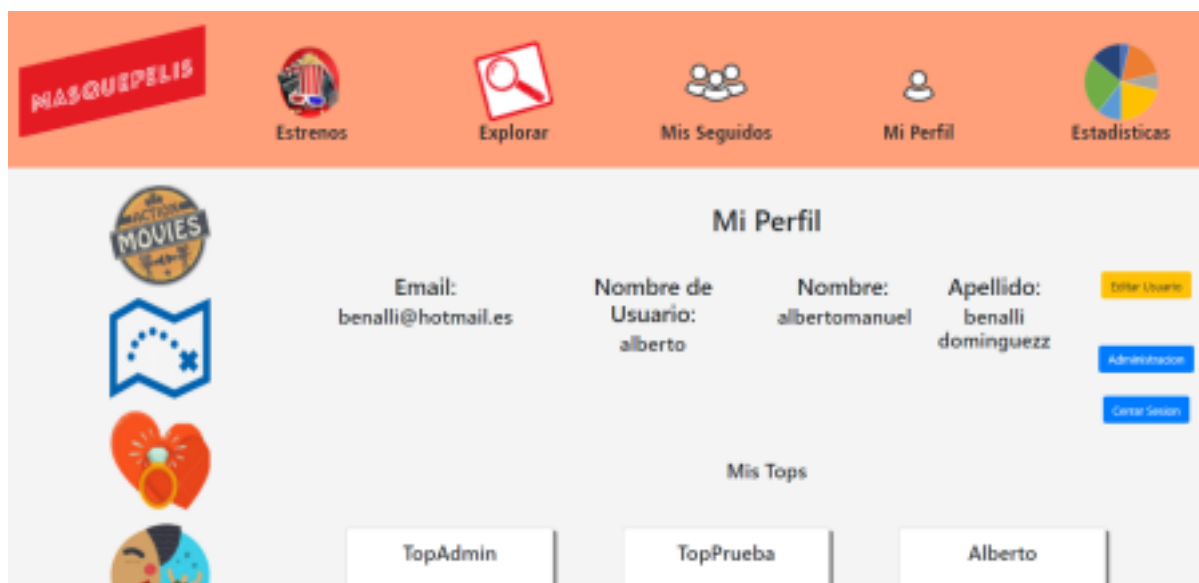 MASQUEPELIS
Estrenos
Explorar
Mis Seguidos
Mi Perfil
Estadísticas
ACTION
MOVIES
Mi Perfil
Email:
benalli@hotmail.es
Nombre de
Usuario:
alberto
Nombre:
albertomanuel
Apellido:
benalli
dominguezz
Editar Usuario
Administracion
Cerrar Sesion
Mis Tops
TopAdmin
TopPrueba
Alberto